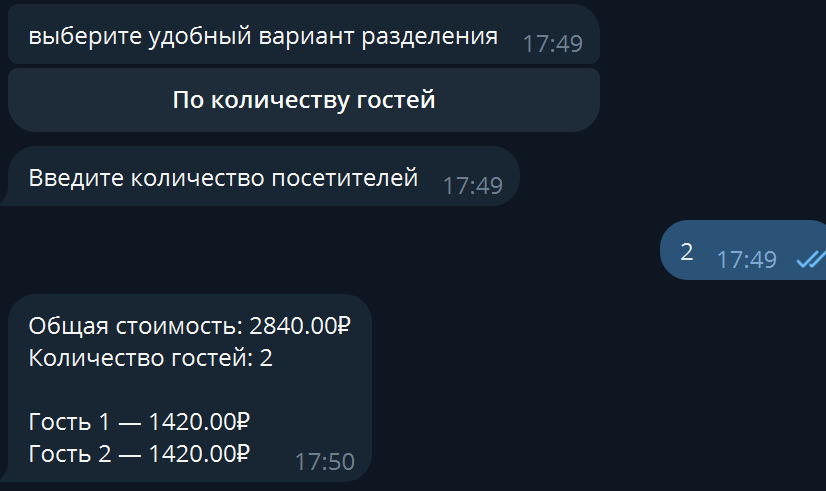 выберите удобный вариант разделения 17:49
По количеству гостей
Введите количество посетителей 17:49
2 17:49
Общая стоимость: 2840.00₽
Количество гостей: 2
Гость 1 — 1420.00₽
Гость 2 — 1420.00₽ 17:50